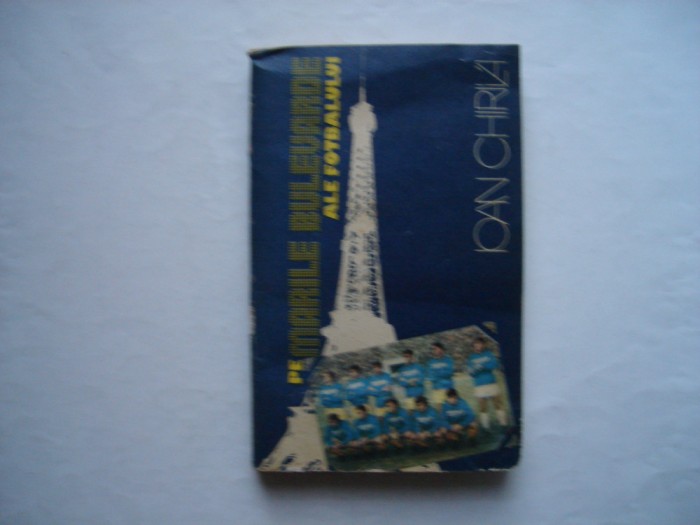 IOAN CHIRILĂ
PE MARILE BULEVARDE
ALE FOTBALULUI